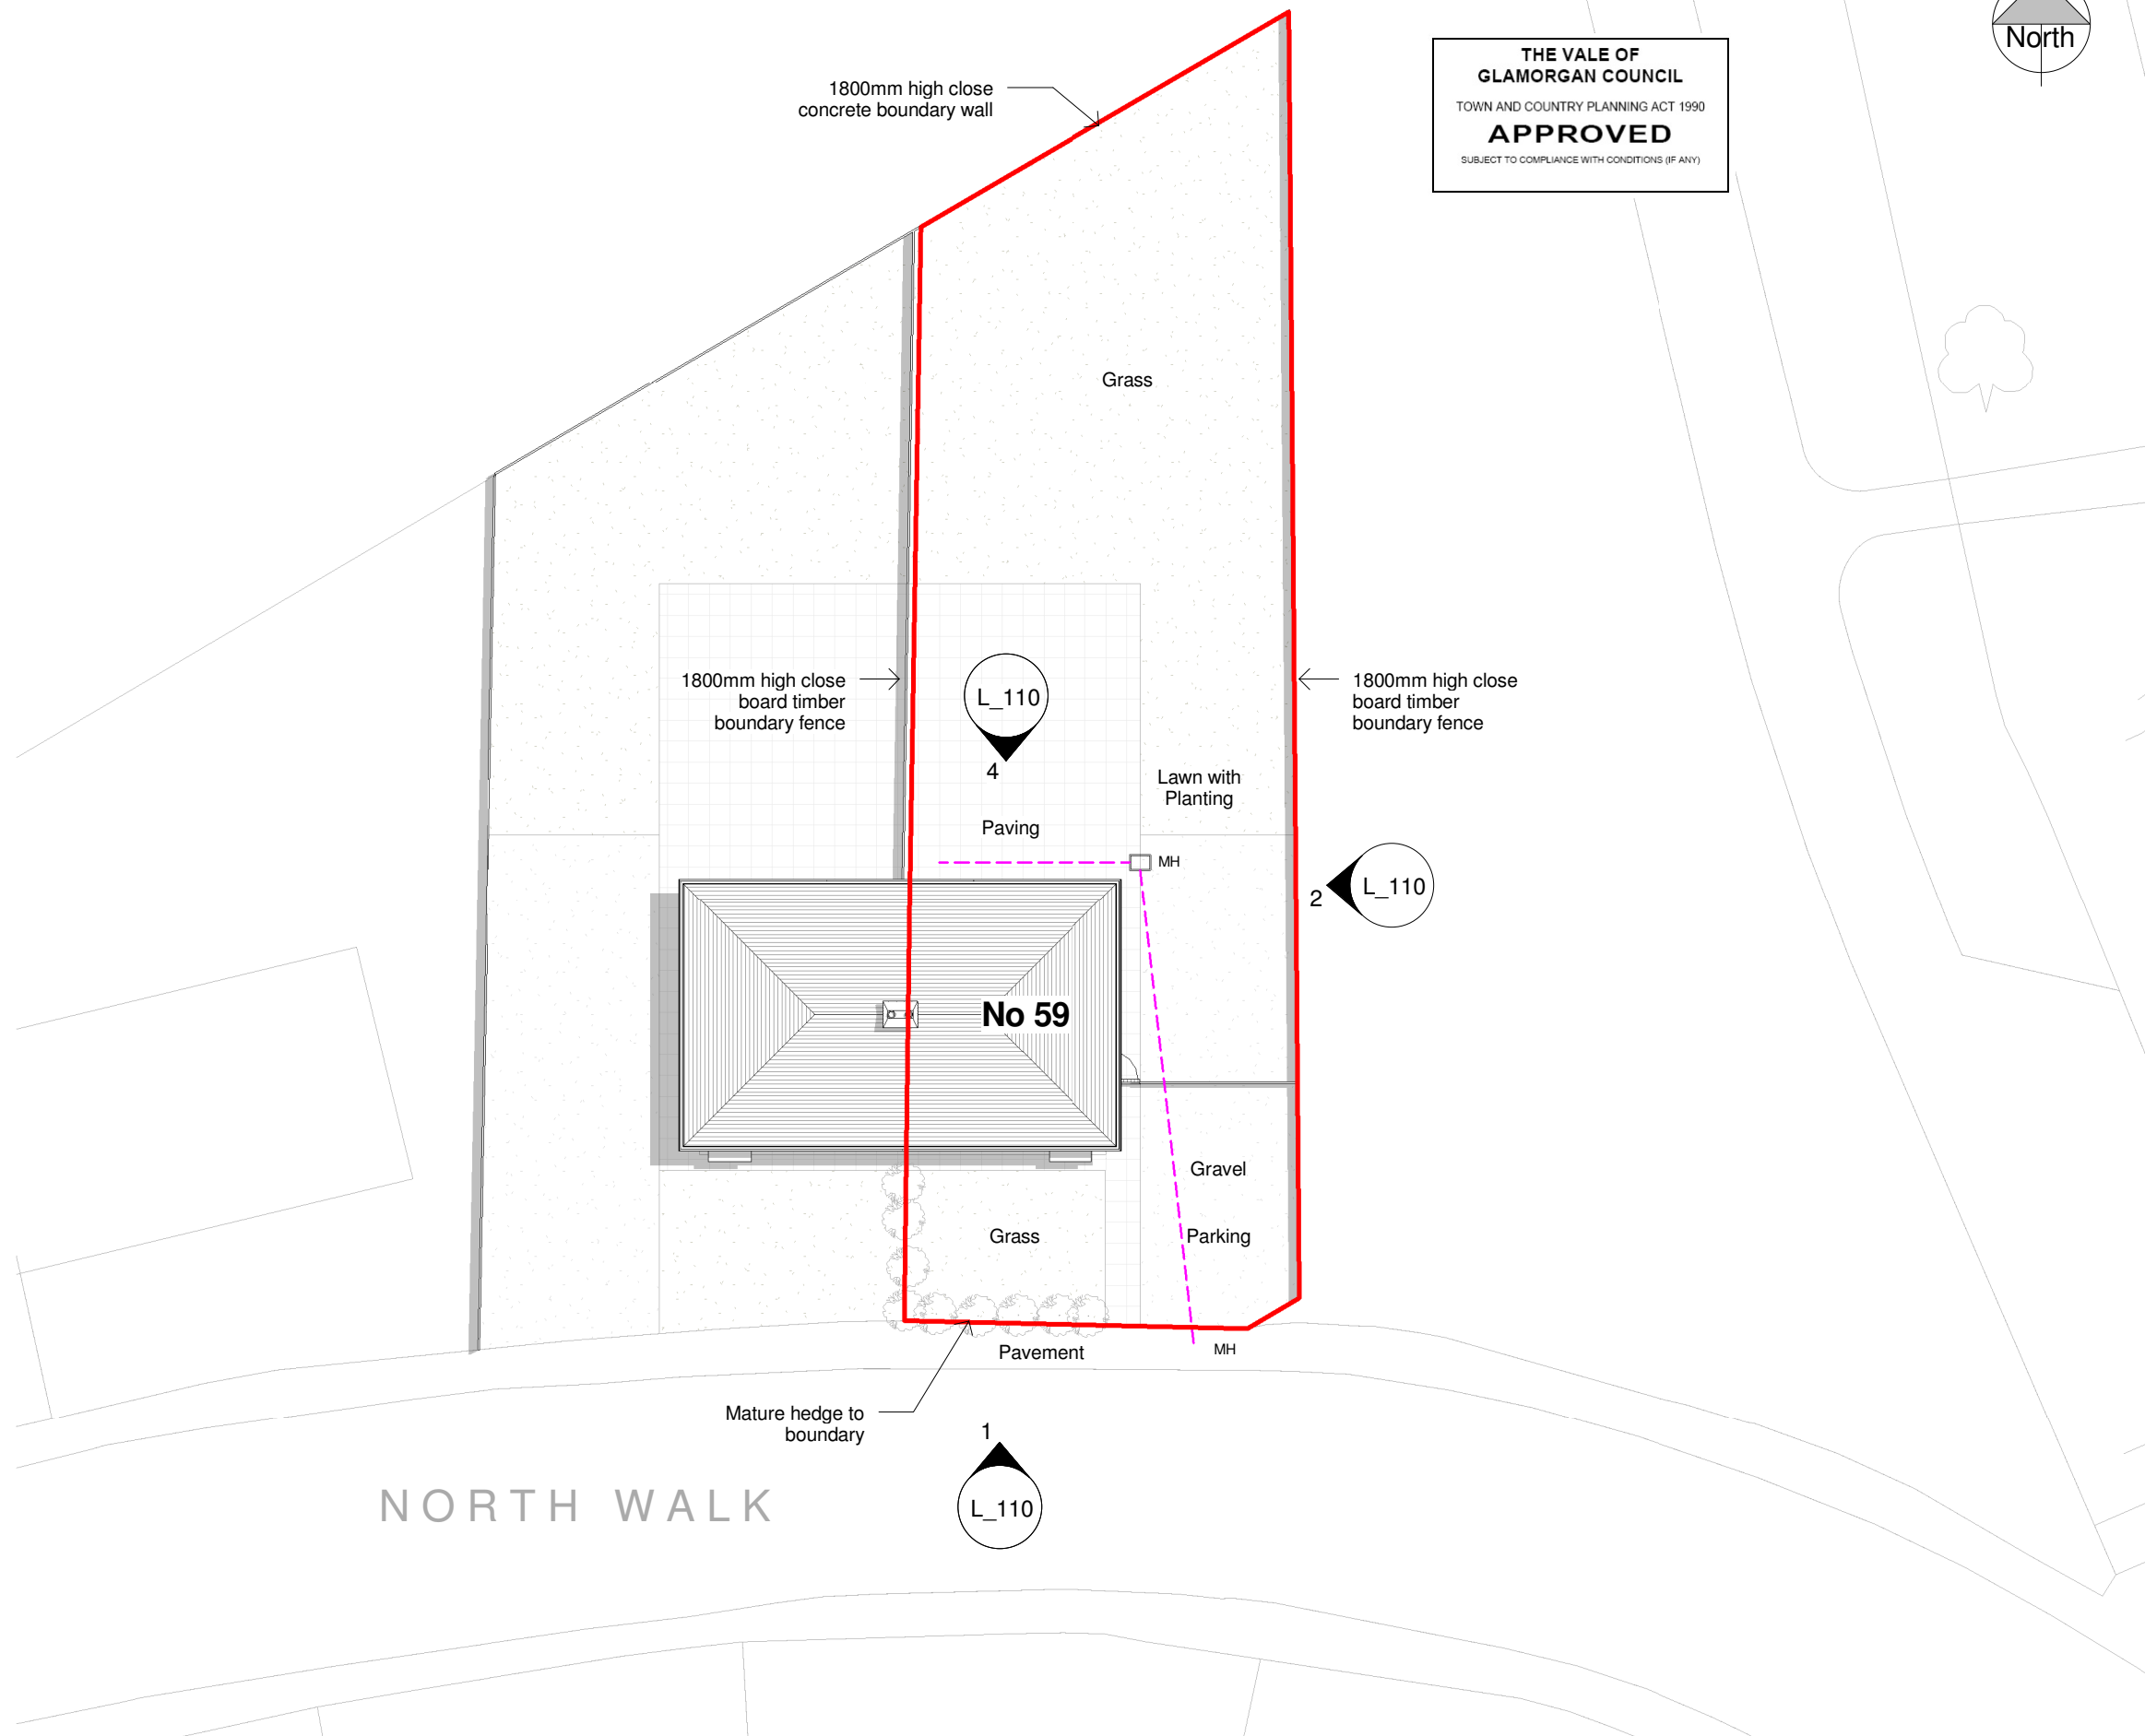 North
THE VALE OF
GLAMORGAN COUNCIL
TOWN AND COUNTRY PLANNING ACT 1990
APPROVED
SUBJECT TO COMPLIANCE WITH CONDITIONS (IF ANY)
1800mm high close
concrete boundary wall
Grass
1800mm high close
board timber
boundary fence
L_110
4
1800mm high close
board timber
boundary fence
Lawn with
Planting
Paving
MH
2
L_110
No 59
Gravel
Grass
Parking
Pavement
MH
Mature hedge to
boundary
1
L_110
NORTH WALK